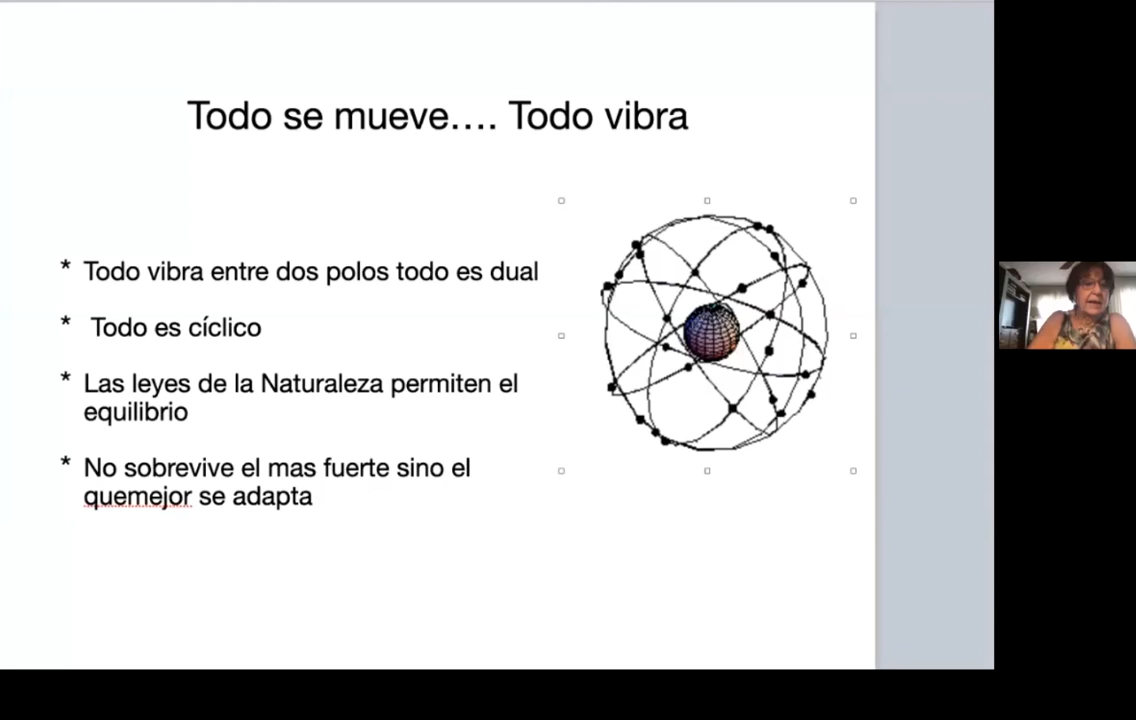 Todo se mueve.... Todo vibra
* Todo vibra entre dos polos todo es dual
* Todo es cíclico
* Las leyes de la Naturaleza permiten el
equilibrio
* No sobrevive el mas fuerte sino el
quemejor se adapta